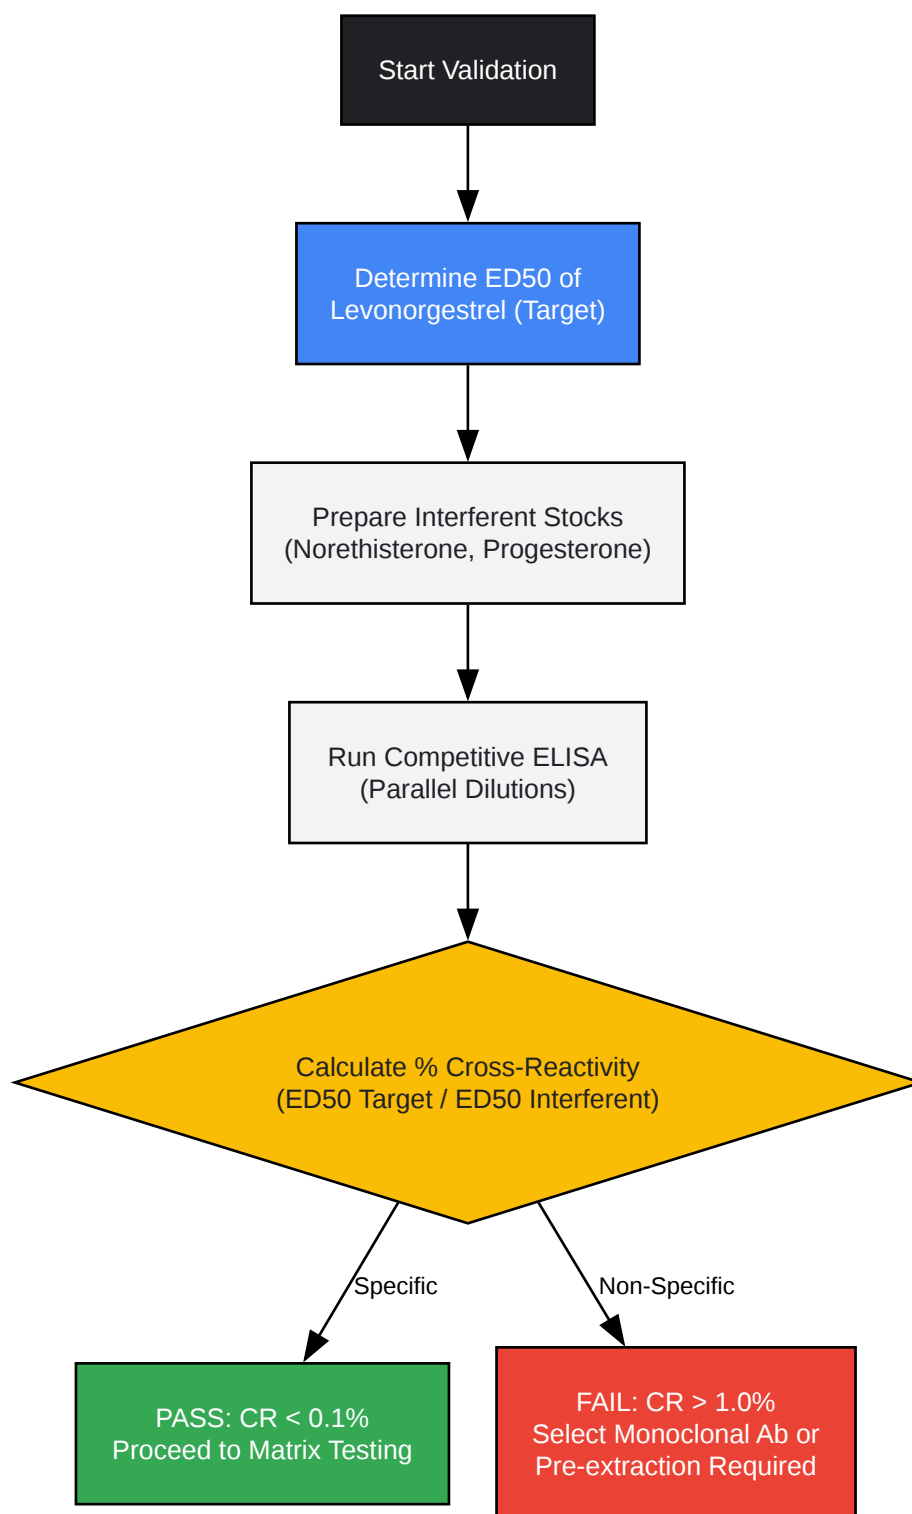 Start Validation
Determine ED50 of
Levonorgestrel (Target)
Prepare Interferent Stocks
(Norethisterone, Progesterone)
Run Competitive ELISA
(Parallel Dilutions)
Calculate % Cross-Reactivity
(ED50 Target / ED50 Interferent)
Specific
Non-Specific
PASS: CR < 0.1%
Proceed to Matrix Testing
FAIL: CR > 1.0%
Select Monoclonal Ab or
Pre-extraction Required